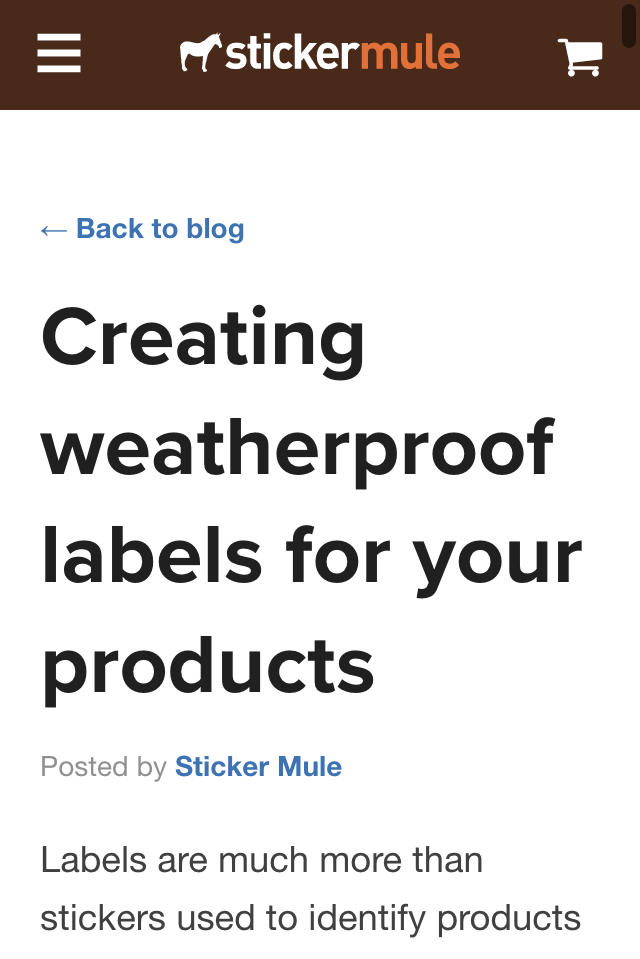 stickermule
← Back to blog
Creating
weatherproof
labels for your
products
Posted by Sticker Mule
Labels are much more than
stickers used to identify products